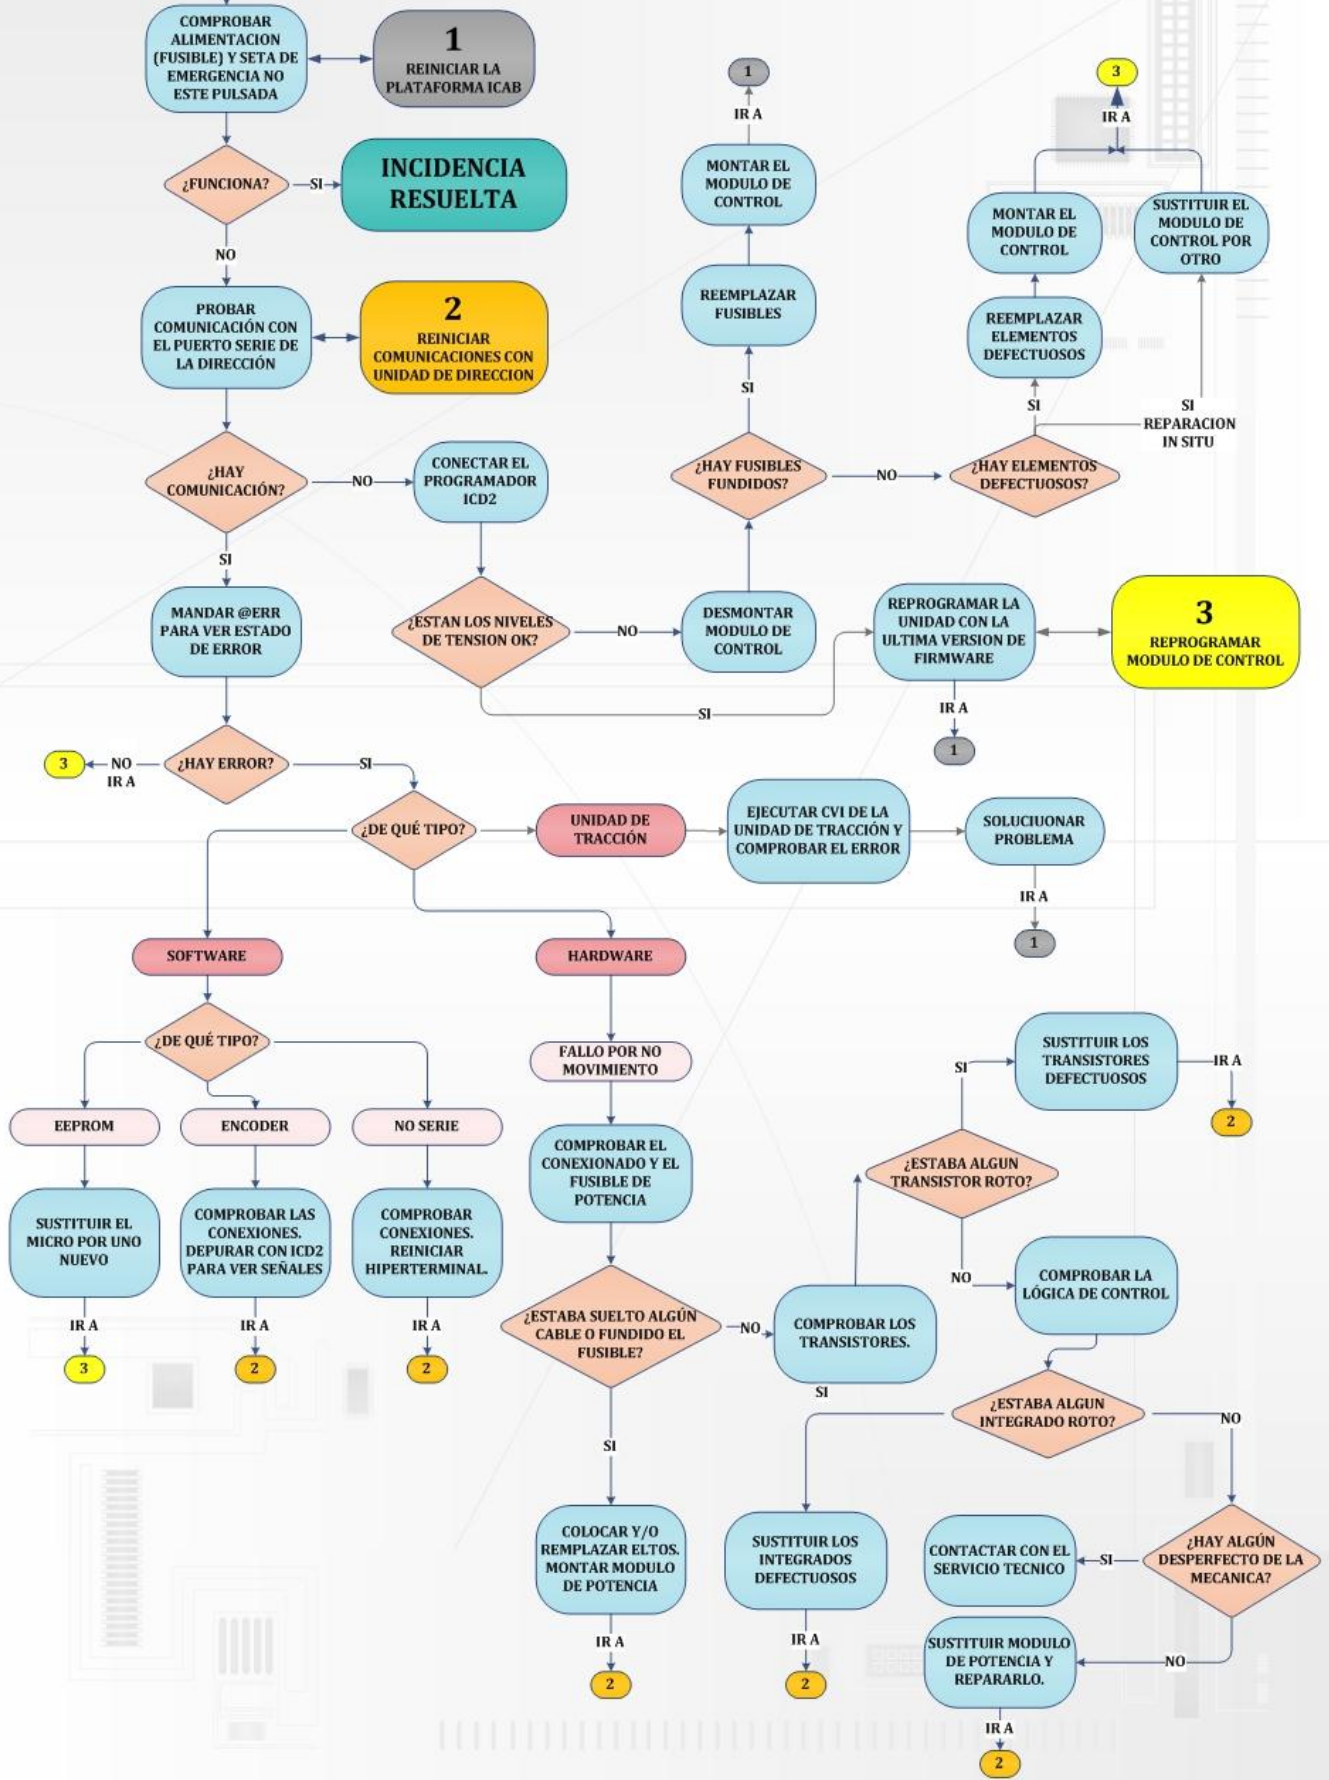 COMPROBAR
ALIMENTACION
(FUSIBLE) Y SETA DE
EMERGENCIA NO
ESTE PULSADA
1
REINICIAR LA
PLATAFORMA ICAB
¿FUNCIONA?
SI
INCIDENCIA
RESUELTA
NO
PROBAR
COMUNICACIÓN CON
EL PUERTO SERIE DE
LA DIRECCIÓN
2
REINICIAR
COMUNICACIONES CON
UNIDAD DE DIRECCION
¿HAY
COMUNICACIÓN?
NO
CONECTAR EL
PROGRAMADOR
ICD2
SI
MANDAR @ERR
PARA VER ESTADO
DE ERROR
¿ESTAN LOS NIVELES
DE TENSION OK?
NO
DESMONTAR
MODULO DE
CONTROL
¿HAY FUSIBLES
FUNDIDOS?
SI
REEMPLAZAR
FUSIBLES
MONTAR EL
MODULO DE
CONTROL
IR A
1
NO
¿HAY ELEMENTOS
DEFECTUOSOS?
SI
REEMPLAZAR
ELEMENTOS
DEFECTUOSOS
MONTAR EL
MODULO DE
CONTROL
SI
REPARACION
IN SITU
SUSTITUIR EL
MODULO DE
CONTROL POR
OTRO
IR A
3
SI
REPROGRAMAR LA
UNIDAD CON LA
ULTIMA VERSION DE
FIRMWARE
3
REPROGRAMAR
MODULO DE CONTROL
IR A
1
¿HAY ERROR?
NO
IR A
3
SI
¿DE QUÉ TIPO?
UNIDAD DE
TRACCIÓN
EJECUTAR CVI DE LA
UNIDAD DE TRACCIÓN Y
COMPROBAR EL ERROR
SOLUCIUONAR
PROBLEMA
IR A
1
SOFTWARE
¿DE QUÉ TIPO?
EEPROM
SUSTITUIR EL
MICRO POR UNO
NUEVO
IR A
3
ENCODER
COMPROBAR LAS
CONEXIONES.
DEPURAR CON ICD2
PARA VER SEÑALES
IR A
2
NO SERIE
COMPROBAR
CONEXIONES.
REINICIAR
HIPERTERMINAL.
IR A
2
HARDWARE
FALLO POR NO
MOVIMIENTO
COMPROBAR EL
CONEXIONADO Y EL
FUSIBLE DE
POTENCIA
¿ESTABA SUELTO ALGÚN
CABLE O FUNDIDO EL
FUSIBLE?
SI
COLOCAR Y/O
REMPLAZAR ELTOS.
MONTAR MODULO
DE POTENCIA
IR A
2
NO
COMPROBAR LOS
TRANSISTORES.
¿ESTABA ALGUN
TRANSISTOR ROTO?
SI
SUSTITUIR LOS
TRANSISTORES
DEFECTUOSOS
IR A
2
NO
COMPROBAR LA
LÓGICA DE CONTROL
¿ESTABA ALGUN
INTEGRADO ROTO?
SI
SUSTITUIR LOS
INTEGRADOS
DEFECTUOSOS
IR A
2
NO
¿HAY ALGÚN
DESPERFECTO DE LA
MECANICA?
SI
CONTACTAR CON EL
SERVICIO TECNICO
NO
SUSTITUIR MODULO
DE POTENCIA Y
REPARARLO.
IR A
2